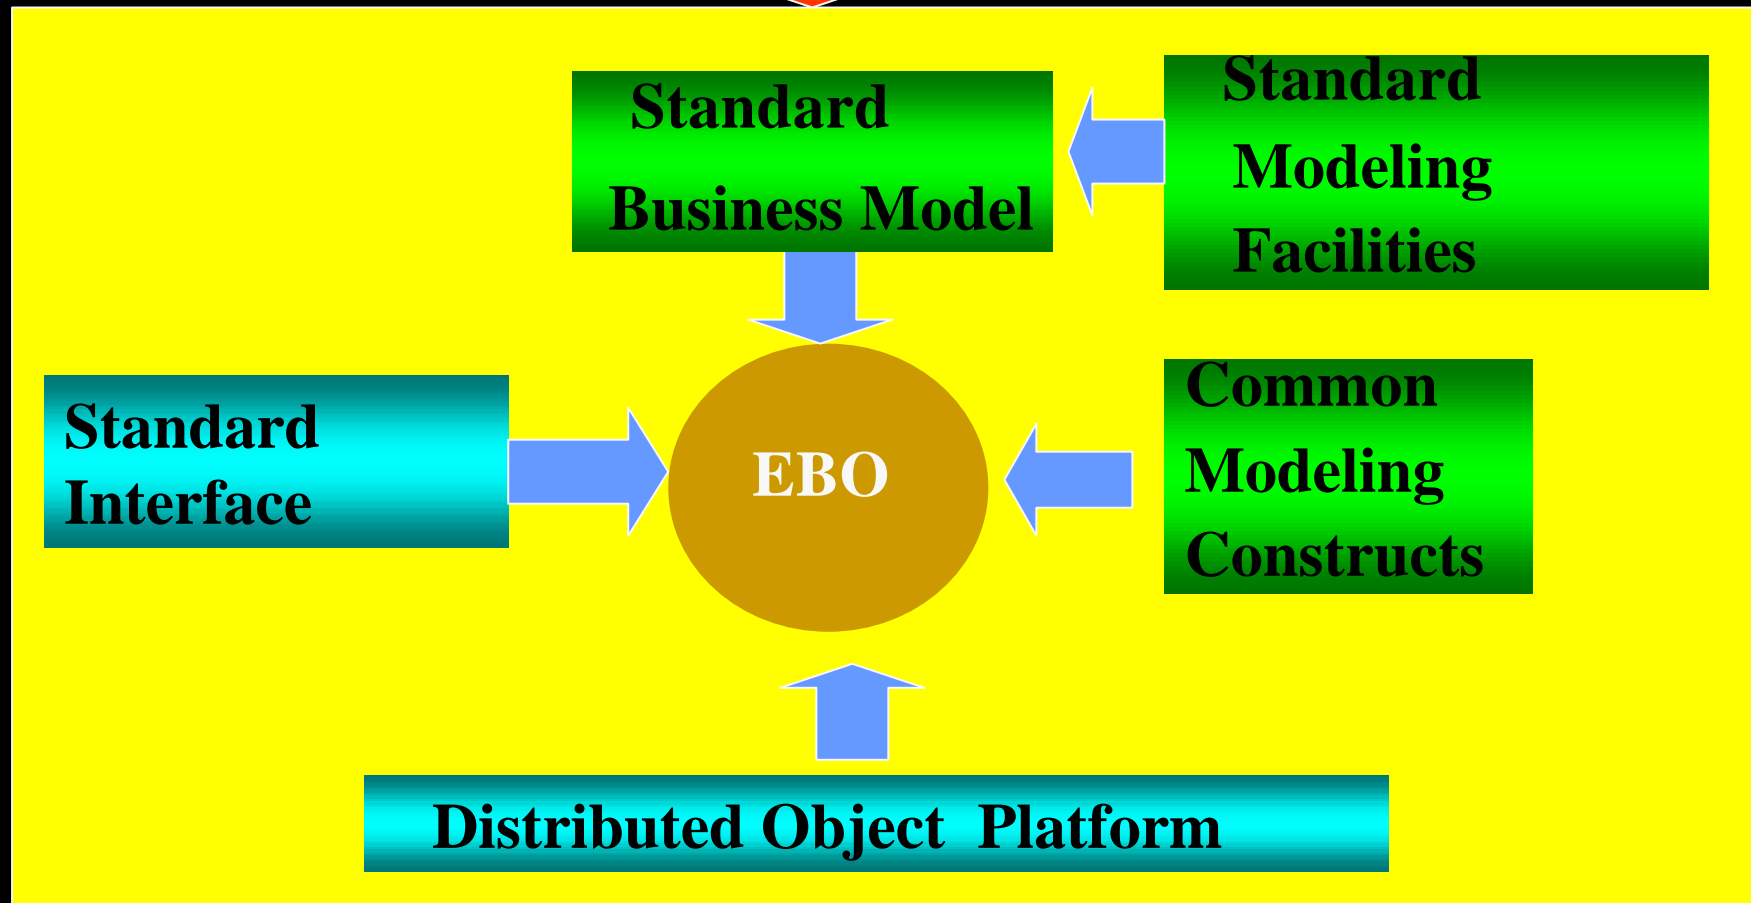 Standard
Business Model
Standard
Modeling
Facilities
Standard
Interface
EBO
Common
Modeling
Constructs
Distributed Object Platform